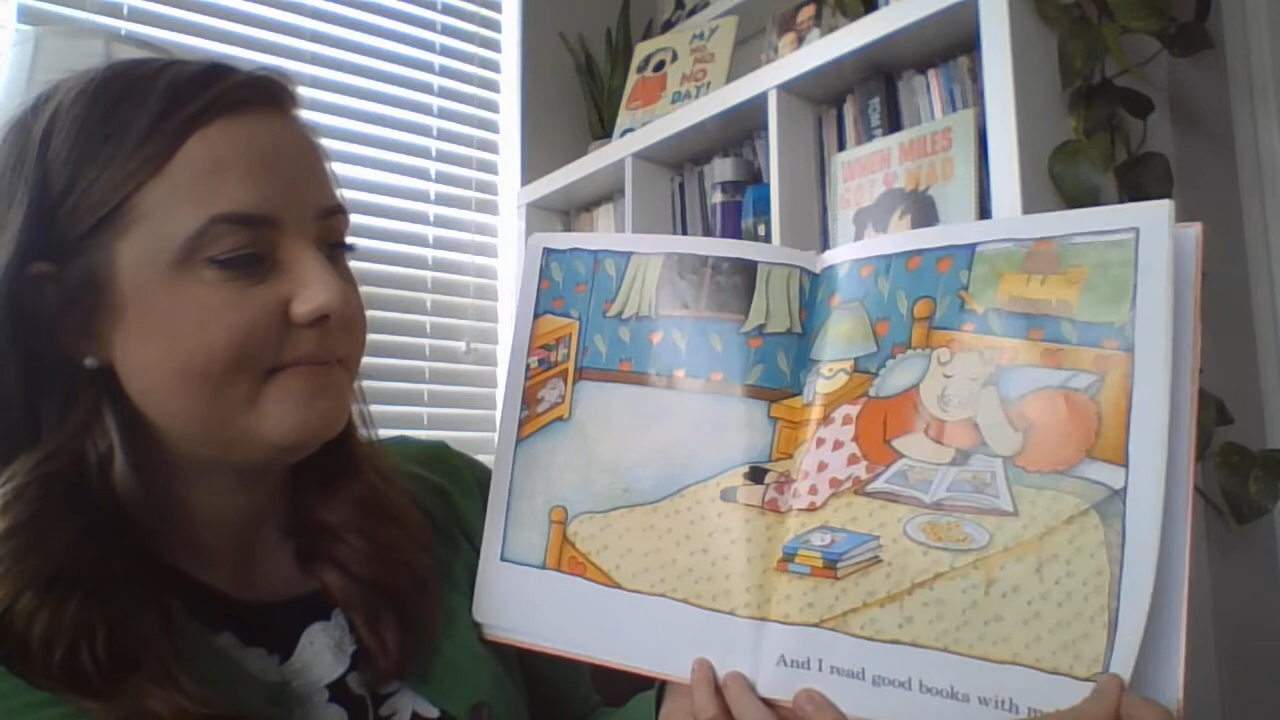 MY
NO
NO
NO
DAY!
WHEN MILES
GOT MAD
And I read good books with